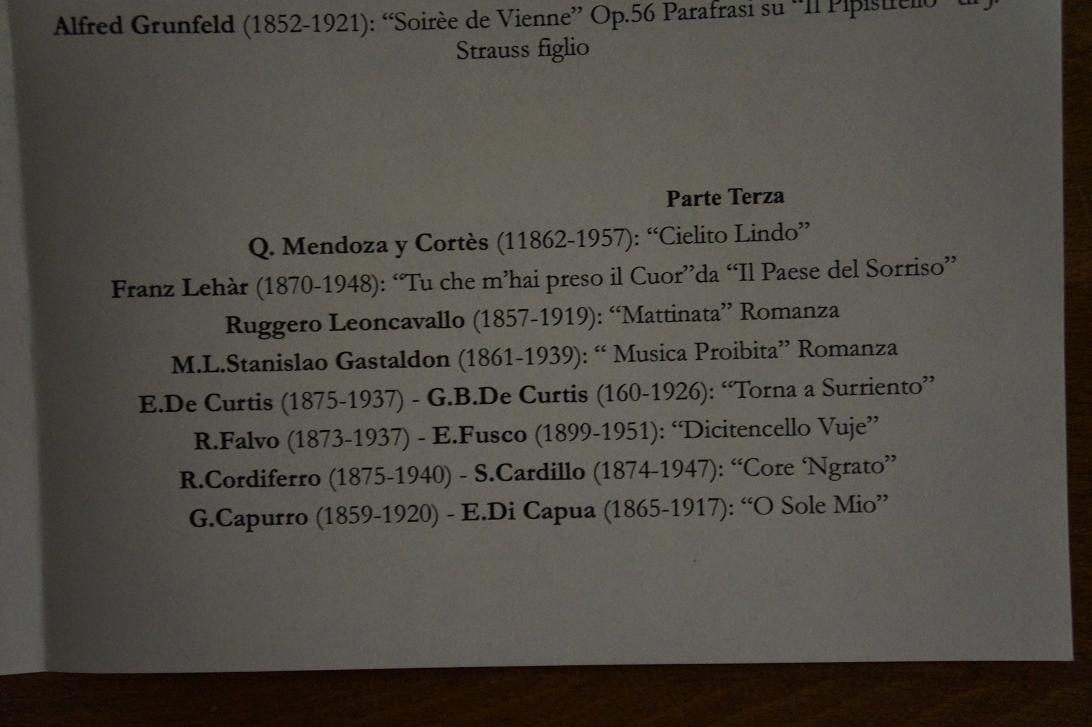 Alfred Grunfeld (1852-1921): “Soirèe de Vienne” Op.56 Parafrasi su “Il Pipistrello” di J.
Strauss figlio
Parte Terza
Q. Mendoza y Cortès (11862-1957): “Cielito Lindo”
Franz Lehàr (1870-1948): “Tu che m’hai preso il Cuor”da “Il Paese del Sorriso”
Ruggero Leoncavallo (1857-1919): “Mattinata” Romanza
M.L.Stanislao Gastaldon (1861-1939): “ Musica Proibita” Romanza
E.De Curtis (1875-1937) - G.B.De Curtis (160-1926): “Torna a Surriento”
R.Falvo (1873-1937) - E.Fusco (1899-1951): “Dicitencello Vuje”
R.Cordiferro (1875-1940) - S.Cardillo (1874-1947): “Core ‘Ngrato”
G.Capurro (1859-1920) - E.Di Capua (1865-1917): “O Sole Mio”